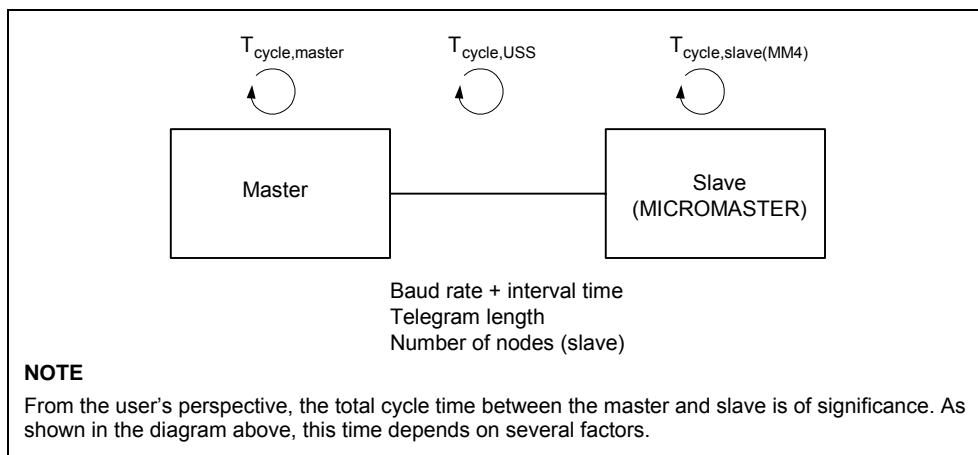 Tcycle,master
Tcycle,USS
Tcycle,slave(MM4)
Master
Slave
(MICROMASTER)
Baud rate + interval time
Telegram length
Number of nodes (slave)
NOTE
From the user’s perspective, the total cycle time between the master and slave is of significance. As
shown in the diagram above, this time depends on several factors.